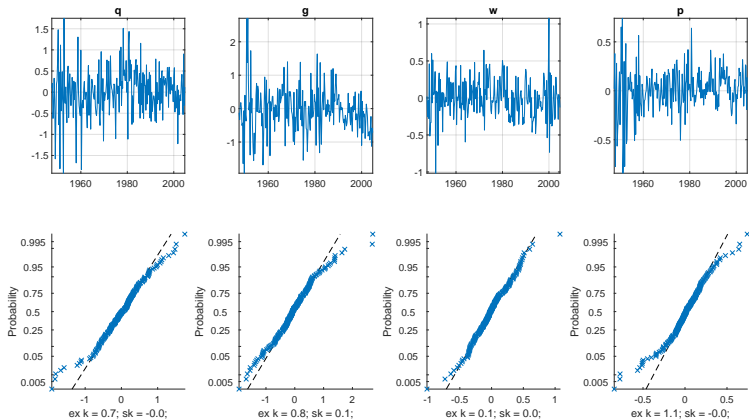 q g w p
1.5
1
0.5
0
-0.5
-1
-1.5
1960 1980 2000
2
1
0
-1
1960 1980 2000
1
0.5
0
-0.5
-1
1960 1980 2000
0.5
0
-0.5
1960 1980 2000
Probability
0.995
0.95
0.75
0.5
0.25
0.05
0.005
-1 0 1
ex k = 0.7; sk = -0.0;
Probability
0.995
0.95
0.75
0.5
0.25
0.05
0.005
-1 0 1 2
ex k = 0.8; sk = 0.1;
Probability
0.995
0.95
0.75
0.5
0.25
0.05
0.005
-1 -0.5 0 0.5 1
ex k = 0.1; sk = 0.0;
Probability
0.995
0.95
0.75
0.5
0.25
0.05
0.005
-0.5 0 0.5
ex k = 1.1; sk = -0.0;